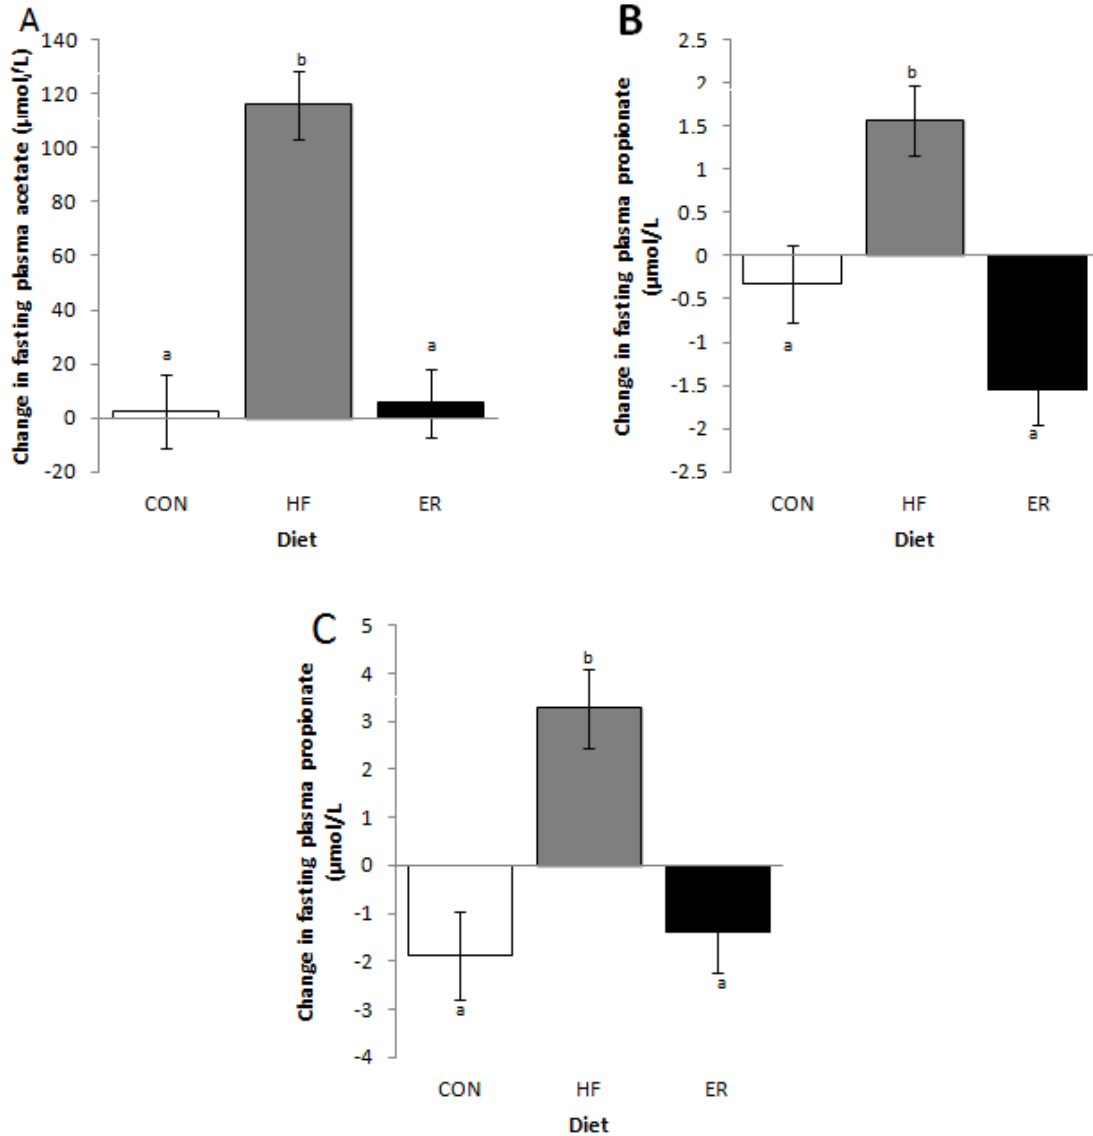 A
Change in fasting plasma acetate (µmol/L)
140
120
100
80
60
40
20
0
-20
b
a
a
CON HF ER
Diet
B
Change in fasting plasma propionate
(µmol/L
2.5
2
1.5
1
0.5
0
-0.5
-1
-1.5
-2
-2.5
b
a
a
CON HF ER
Diet
C
Change in fasting plasma propionate
(µmol/L
5
4
3
2
1
0
-1
-2
-3
-4
b
a
a
CON HF ER
Diet